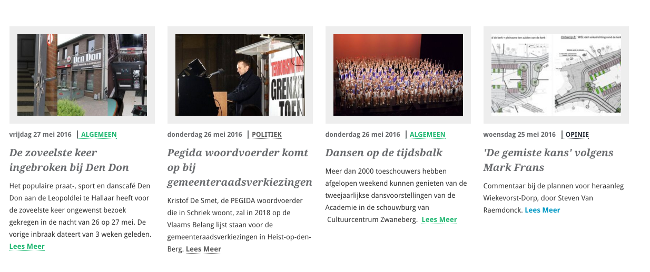 Den Don
GRENZE
TOE
vrijdag 27 mei 2016 | ALGEMEEN
De zoveelste keer
ingebroken bij Den Don
Het populaire praat-, sport en danscafé Den
Don aan de Leopoldlei te Hallaar heeft voor
de zoveelste keer ongewenst bezoek
gekregen in de nacht van 26 op 27 mei. De
vorige inbraak dateert van 3 weken geleden.
Lees Meer
donderdag 26 mei 2016 | POLITIEK
Pegida woordvoerder komt
op bij
gemeenteraadsverkiezingen
Kristof De Smet, de PEGIDA woordvoerder
die in Schriek woont, zal in 2018 op de
Vlaams Belang lijst staan voor de
gemeenteraadsverkiezingen in Heist-op-den-
Berg. Lees Meer
donderdag 26 mei 2016 | ALGEMEEN
Dansen op de tijdsbalk
Meer dan 2000 toeschouwers hebben
afgelopen weekend kunnen genieten van de
tweejaarlijkse dansvoorstellingen van de
Academie in de schouwburg van
Cultuurcentrum Zwaneberg. Lees Meer
woensdag 25 mei 2016 | OPINIE
'De gemiste kans' volgens
Mark Frans
Commentaar bij de plannen voor heraanleg
Wiekevorst-Dorp, door Steven Van
Raemdonck. Lees Meer